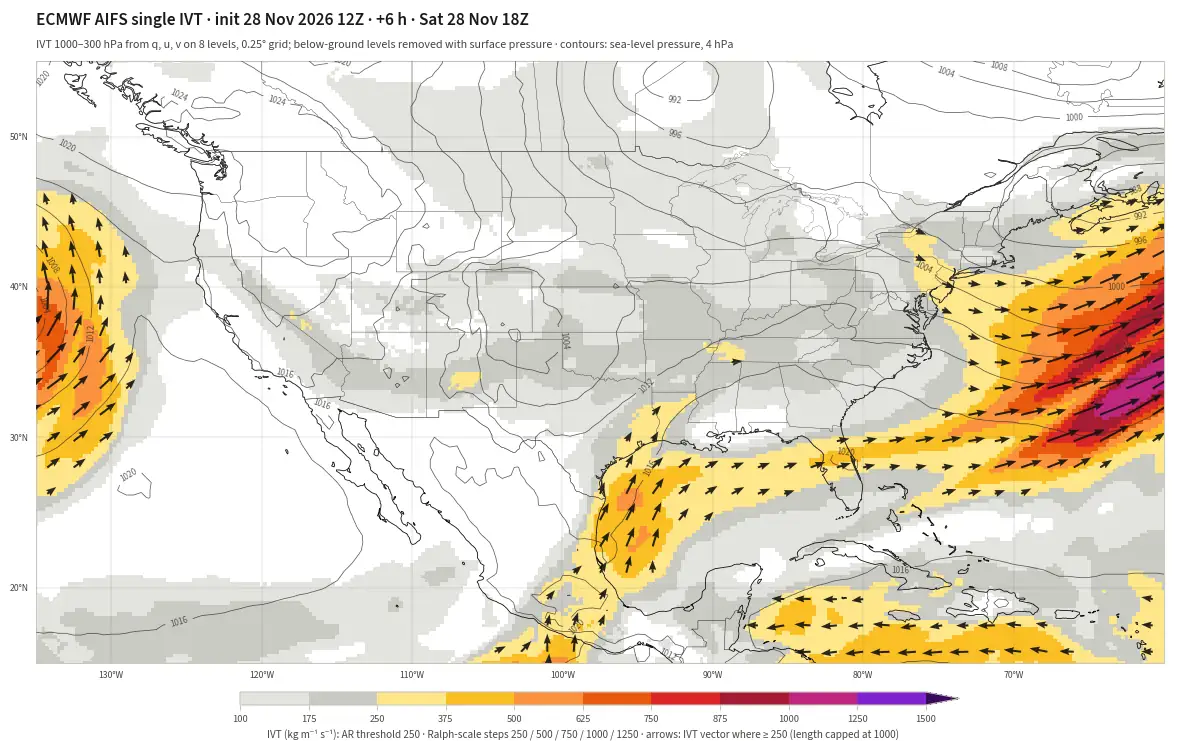 ECMWF AIFS single IVT · init 28 Nov 2026 12Z · +6 h · Sat 28 Nov 18Z
IVT 1000–300 hPa from q, u, v on 8 levels, 0.25° grid; below-ground levels removed with surface pressure · contours: sea-level pressure, 4 hPa
1020
1024
1024
1020
992
996
1004
1008
1000
50°N
1020
988
992
996
1008
1004
1000
40°N
1012
1004
1016
1016
1012
30°N
1016
1020
1020
20°N
1016
1016
130°W 120°W 110°W 100°W 90°W 80°W 70°W
100 175 250 375 500 625 750 875 1000 1250 1500
IVT (kg m⁻¹ s⁻¹): AR threshold 250 · Ralph-scale steps 250 / 500 / 750 / 1000 / 1250 · arrows: IVT vector where ≥ 250 (length capped at 1000)